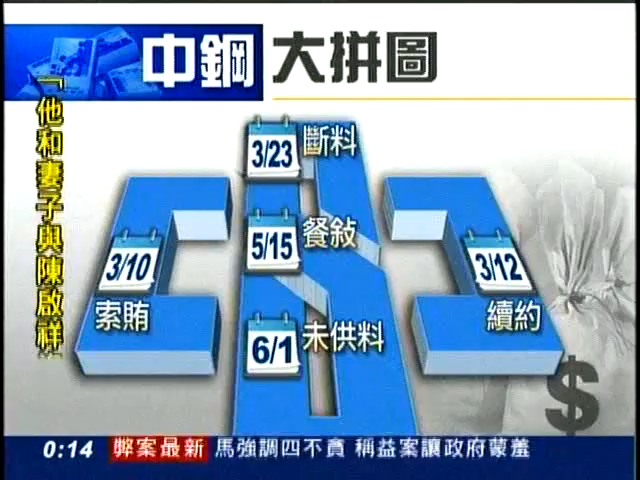 中鋼大拼圖
「他和妻子與陳啟祥
3/23 斷料
5/15 餐敍
3/10
索賄
3/12
續約
6/1 未供料
$
0:14 弊案最新 馬強調四不貪 稱益案讓政府蒙羞